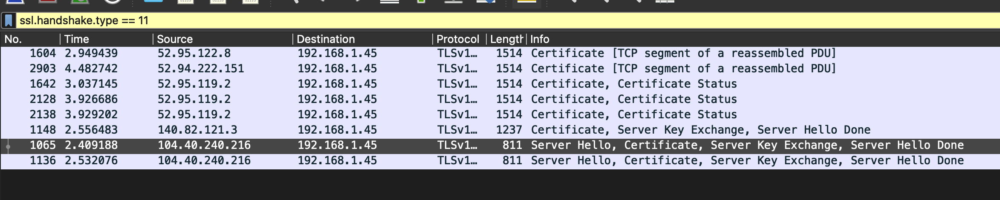 ssl.handshake.type == 11
No. Time Source Destination Protocol Length Info
1604 2.949439 52.95.122.8 192.168.1.45 TLSv1… 1514 Certificate [TCP segment of a reassembled PDU]
2903 4.482742 52.94.222.151 192.168.1.45 TLSv1… 1514 Certificate [TCP segment of a reassembled PDU]
1642 3.037145 52.95.119.2 192.168.1.45 TLSv1… 1514 Certificate, Certificate Status
2128 3.926686 52.95.119.2 192.168.1.45 TLSv1… 1514 Certificate, Certificate Status
2138 3.929202 52.95.119.2 192.168.1.45 TLSv1… 1514 Certificate, Certificate Status
1148 2.556483 140.82.121.3 192.168.1.45 TLSv1… 1237 Certificate, Server Key Exchange, Server Hello Done
1065 2.409188 104.40.240.216 192.168.1.45 TLSv1… 811 Server Hello, Certificate, Server Key Exchange, Server Hello Done
1136 2.532076 104.40.240.216 192.168.1.45 TLSv1… 811 Server Hello, Certificate, Server Key Exchange, Server Hello Done